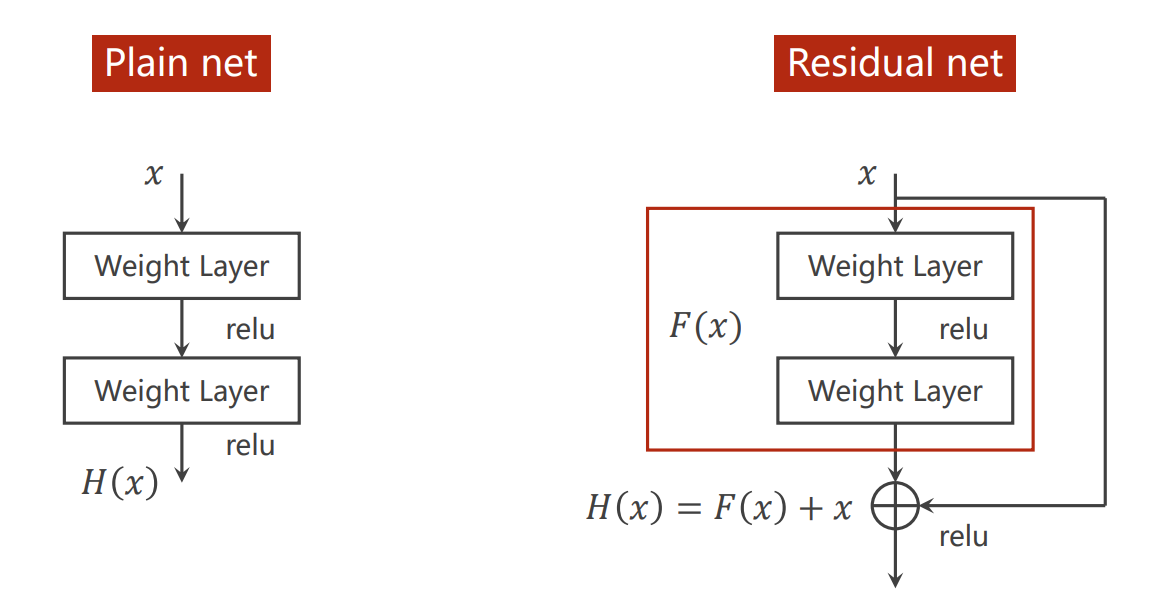 Plain net
x
Weight Layer
relu
Weight Layer
relu
H(x)
Residual net
x
Weight Layer
F(x)
relu
Weight Layer
H(x) = F(x) + x
relu